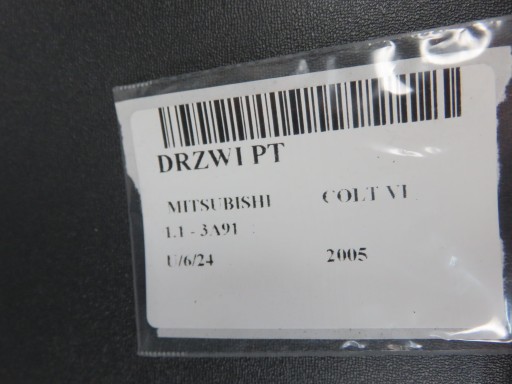 DRZWI PT
MITSUBISHI COLT VI
1.1 - 3A91
U/6/24 2005